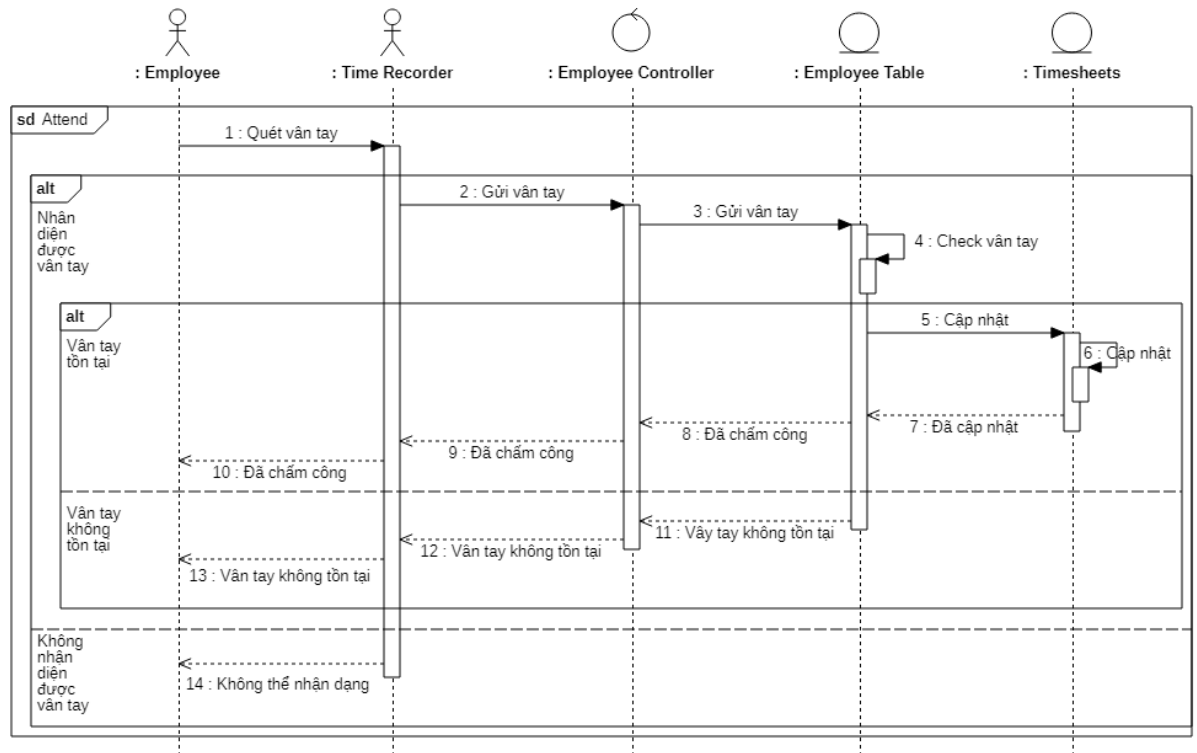 : Employee
: Time Recorder
: Employee Controller
: Employee Table
: Timesheets
sd Attend
1 : Quét vân tay
alt
Nhân
diện
được
vân tay
2 : Gửi vân tay
3 : Gửi vân tay
4 : Check vân tay
alt
Vân tay
tồn tại
5 : Cập nhật
6 : Cập nhật
7 : Đã cập nhật
8 : Đã chấm công
9 : Đã chấm công
10 : Đã chấm công
Vân tay
không
tồn tại
11 : Vây tay không tồn tại
12 : Vân tay không tồn tại
13 : Vân tay không tồn tại
Không
nhận
diện
được
vân tay
14 : Không thể nhận dạng